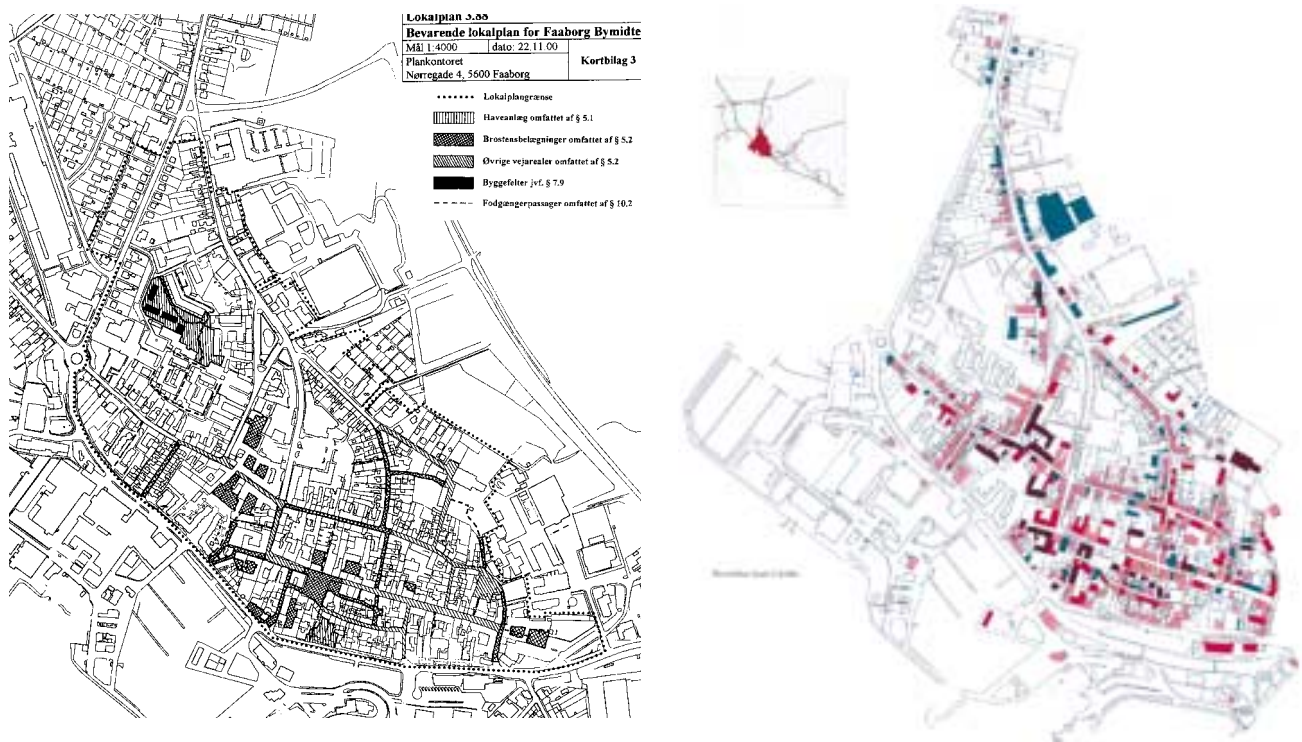 Lokalplan 3.88
Bevarende lokalplan for Faaborg Bymidte
Mål 1:4000 dato: 22.11.00
Plankontoret
Nørregade 4, 5600 Faaborg
Kortbilag 3
Lokalplangrænse
Haveanlæg omfattet af § 5.1
Brostensbelægninger omfattet af § 5.2
Øvrige vejarealer omfattet af § 5.2
Byggefelter jvf. § 7.9
Fodgængerpassager omfattet af § 10.2